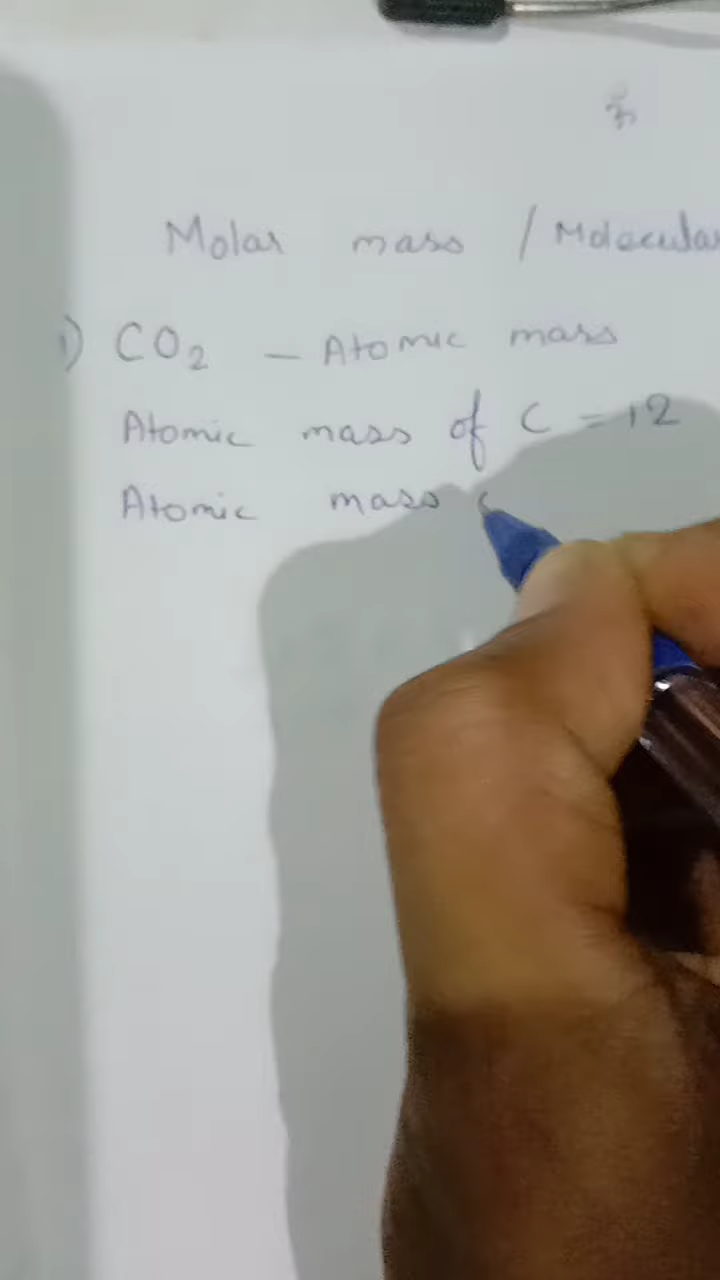 Molar mass / Molecular
1) CO2 – Atomic mass
Atomic mass of C = 12
Atomic mass